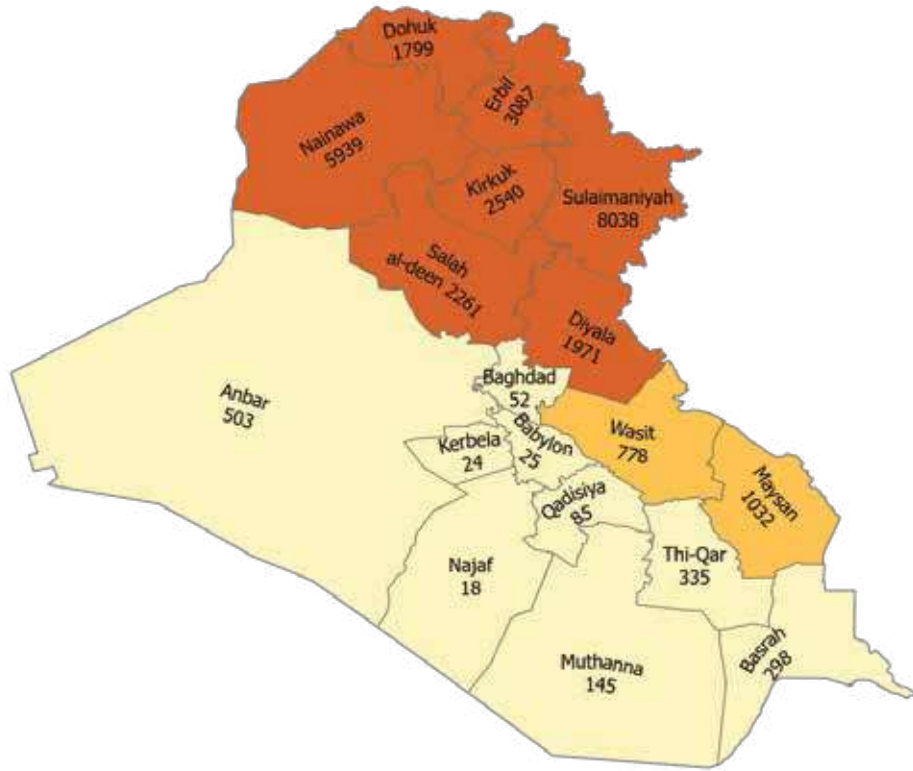 Dohuk
1799
Erbil
3087
Nainawa
5939
Kirkuk
2540
Sulaimaniyah
8038
Salah
al-deen 2261
Diyala
1971
Baghdad
52
Anbar
503
Babylon
25
Wasit
778
Kerbela
24
Maysan
1032
Qadisiya
85
Thi-Qar
335
Najaf
18
Basrah
298
Muthanna
145